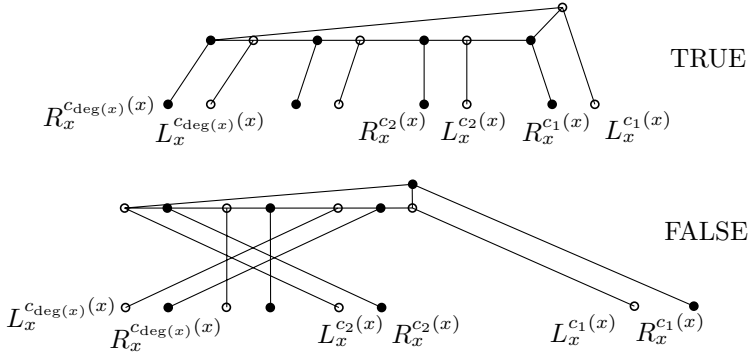 TRUE
R_x^{c_{deg(x)}(x)} L_x^{c_{deg(x)}(x)} R_x^{c_2(x)} L_x^{c_2(x)} R_x^{c_1(x)} L_x^{c_1(x)}
FALSE
L_x^{c_{deg(x)}(x)} R_x^{c_{deg(x)}(x)} L_x^{c_2(x)} R_x^{c_2(x)} L_x^{c_1(x)} R_x^{c_1(x)}